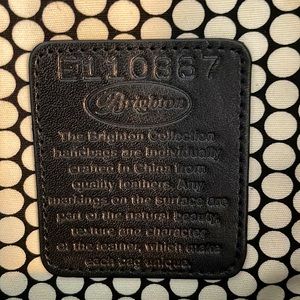 E110887
Brighton
The Brighton Collection
handbags are individually
crafted in China from
quality leathers. Any
markings on the surface are
part of the natural beauty,
texture and character
of the leather, which make
each bag unique.